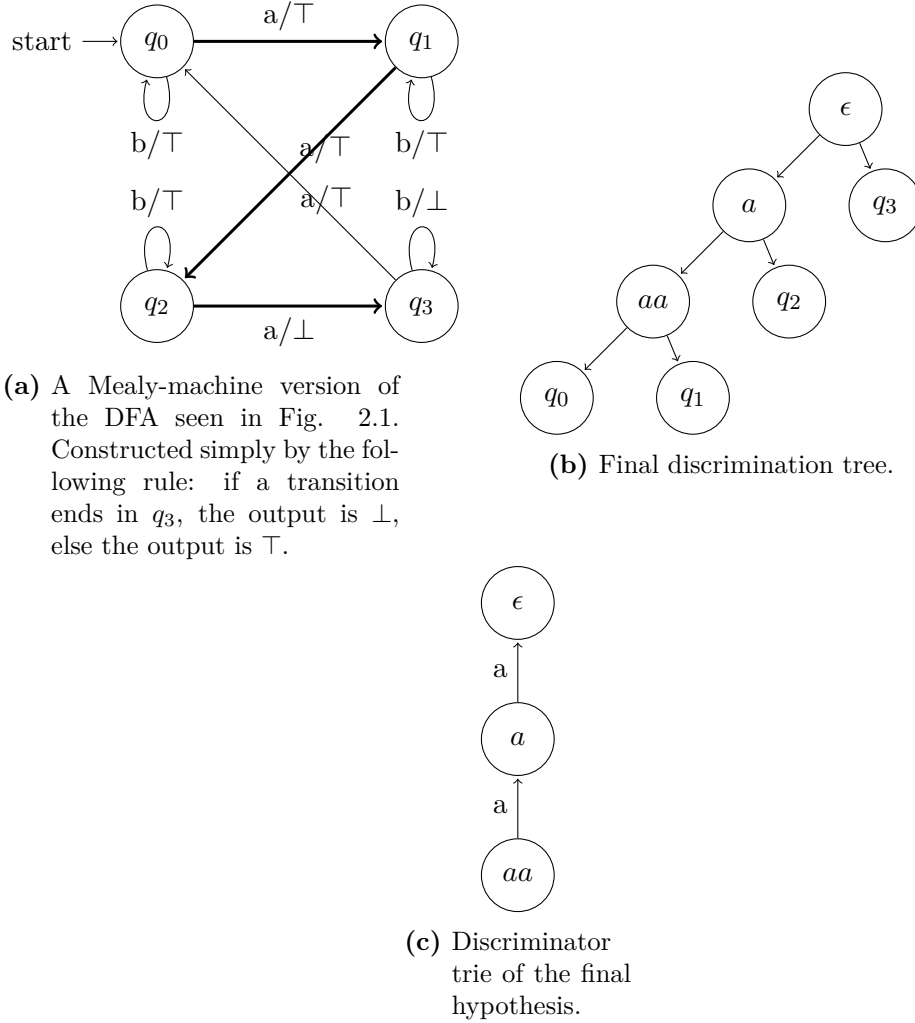 start
q0
a/⊤
q1
b/⊤
b/⊤
a/⊤
a/⊤
b/⊤
b/⊥
q2
a/⊥
q3
(a) A Mealy-machine version of
the DFA seen in Fig. 2.1.
Constructed simply by the fol-
lowing rule: if a transition
ends in q3, the output is ⊥,
else the output is ⊤.
ϵ
a
q3
aa
q2
q0
q1
(b) Final discrimination tree.
ϵ
a
a
a
aa
(c) Discriminator
trie of the final
hypothesis.